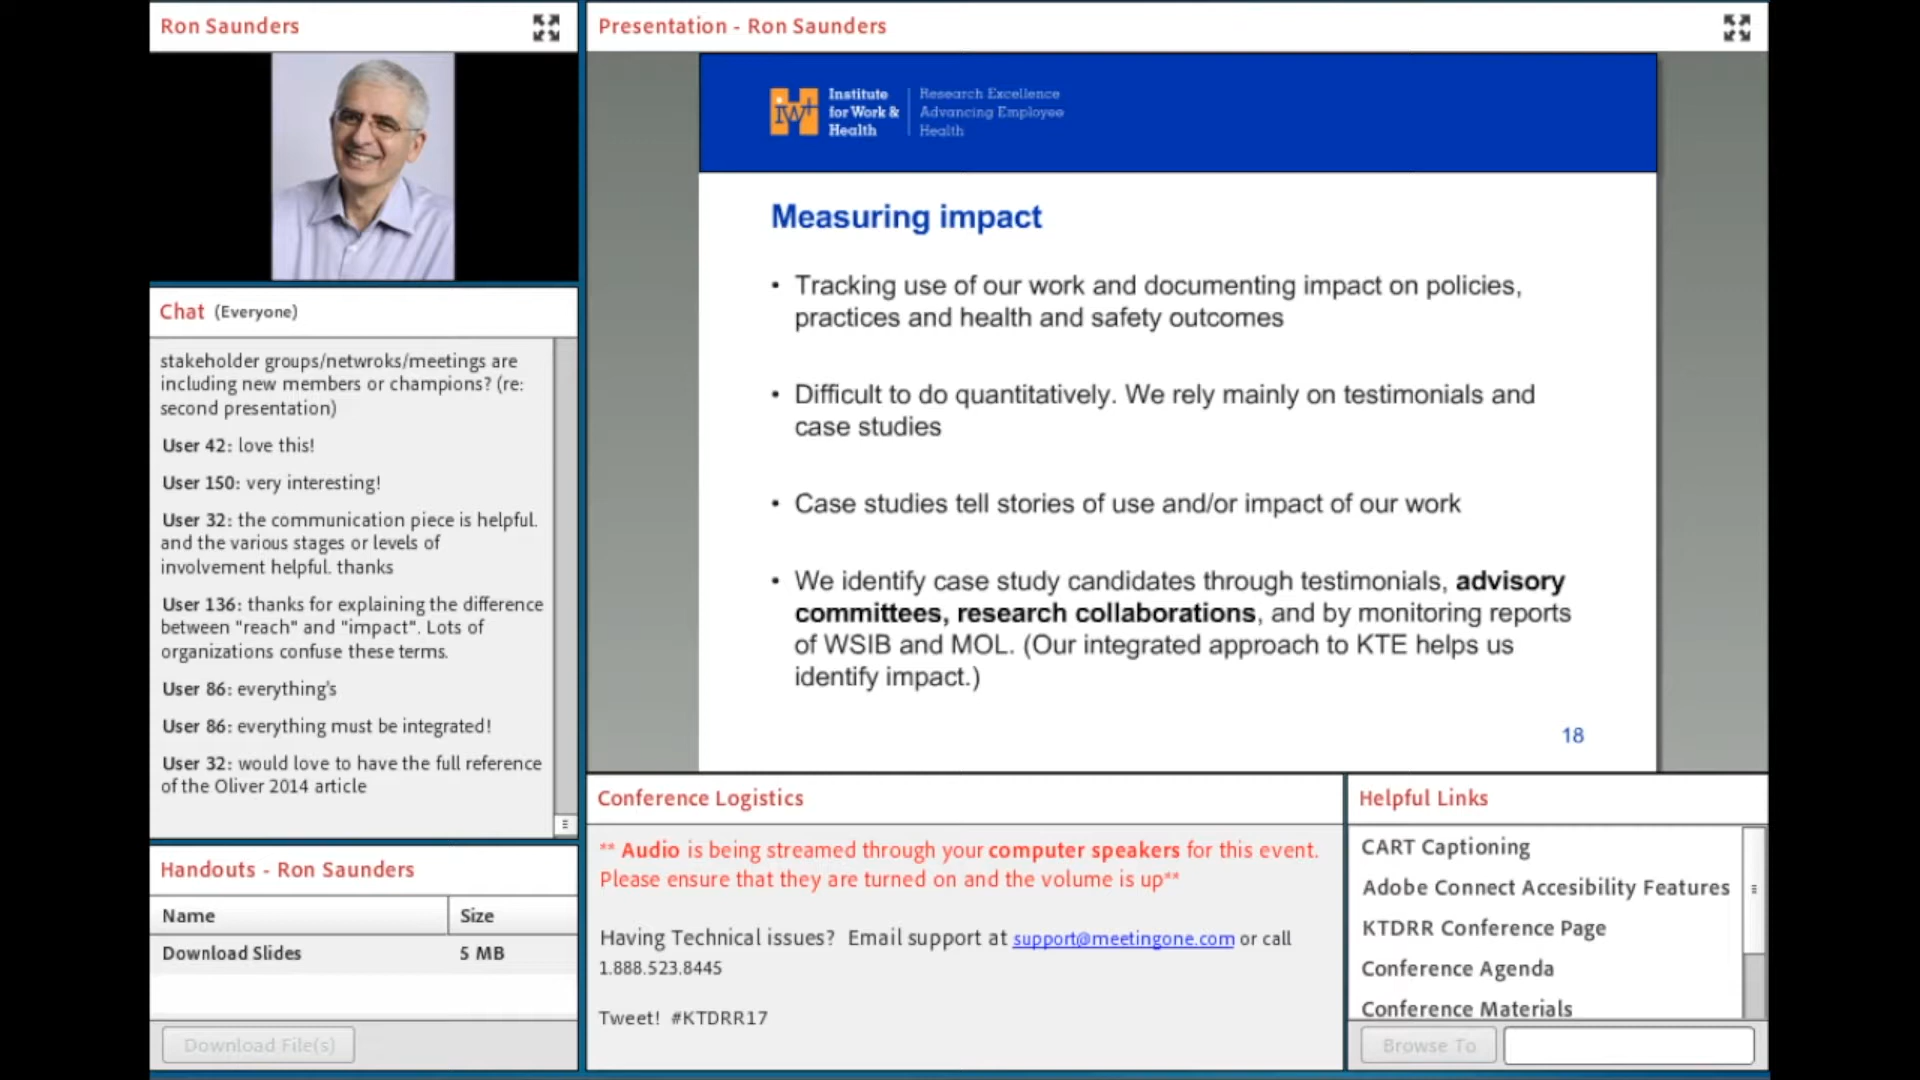 Ron Saunders
Chat (Everyone)
stakeholder groups/netwroks/meetings are
including new members or champions? (re:
second presentation)
User 42: love this!
User 150: very interesting!
User 32: the communication piece is helpful.
and the various stages or levels of
involvement helpful. thanks
User 136: thanks for explaining the difference
between "reach" and "impact". Lots of
organizations confuse these terms.
User 86: everything's
User 86: everything must be integrated!
User 32: would love to have the full reference
of the Oliver 2014 article
Handouts - Ron Saunders
Name Size
Download Slides 5 MB
Download File(s)
Presentation - Ron Saunders
iw+H
Institute
for Work &
Health
Research Excellence
Advancing Employee
Health
Measuring impact
• Tracking use of our work and documenting impact on policies,
practices and health and safety outcomes
• Difficult to do quantitatively. We rely mainly on testimonials and
case studies
• Case studies tell stories of use and/or impact of our work
• We identify case study candidates through testimonials, advisory
committees, research collaborations, and by monitoring reports
of WSIB and MOL. (Our integrated approach to KTE helps us
identify impact.)
18
Conference Logistics
** Audio is being streamed through your computer speakers for this event.
Please ensure that they are turned on and the volume is up**
Having Technical issues? Email support at support@meetingone.com or call
1.888.523.8445
Tweet! #KTDRR17
Helpful Links
CART Captioning
Adobe Connect Accesibility Features
KTDRR Conference Page
Conference Agenda
Conference Materials
Browse To